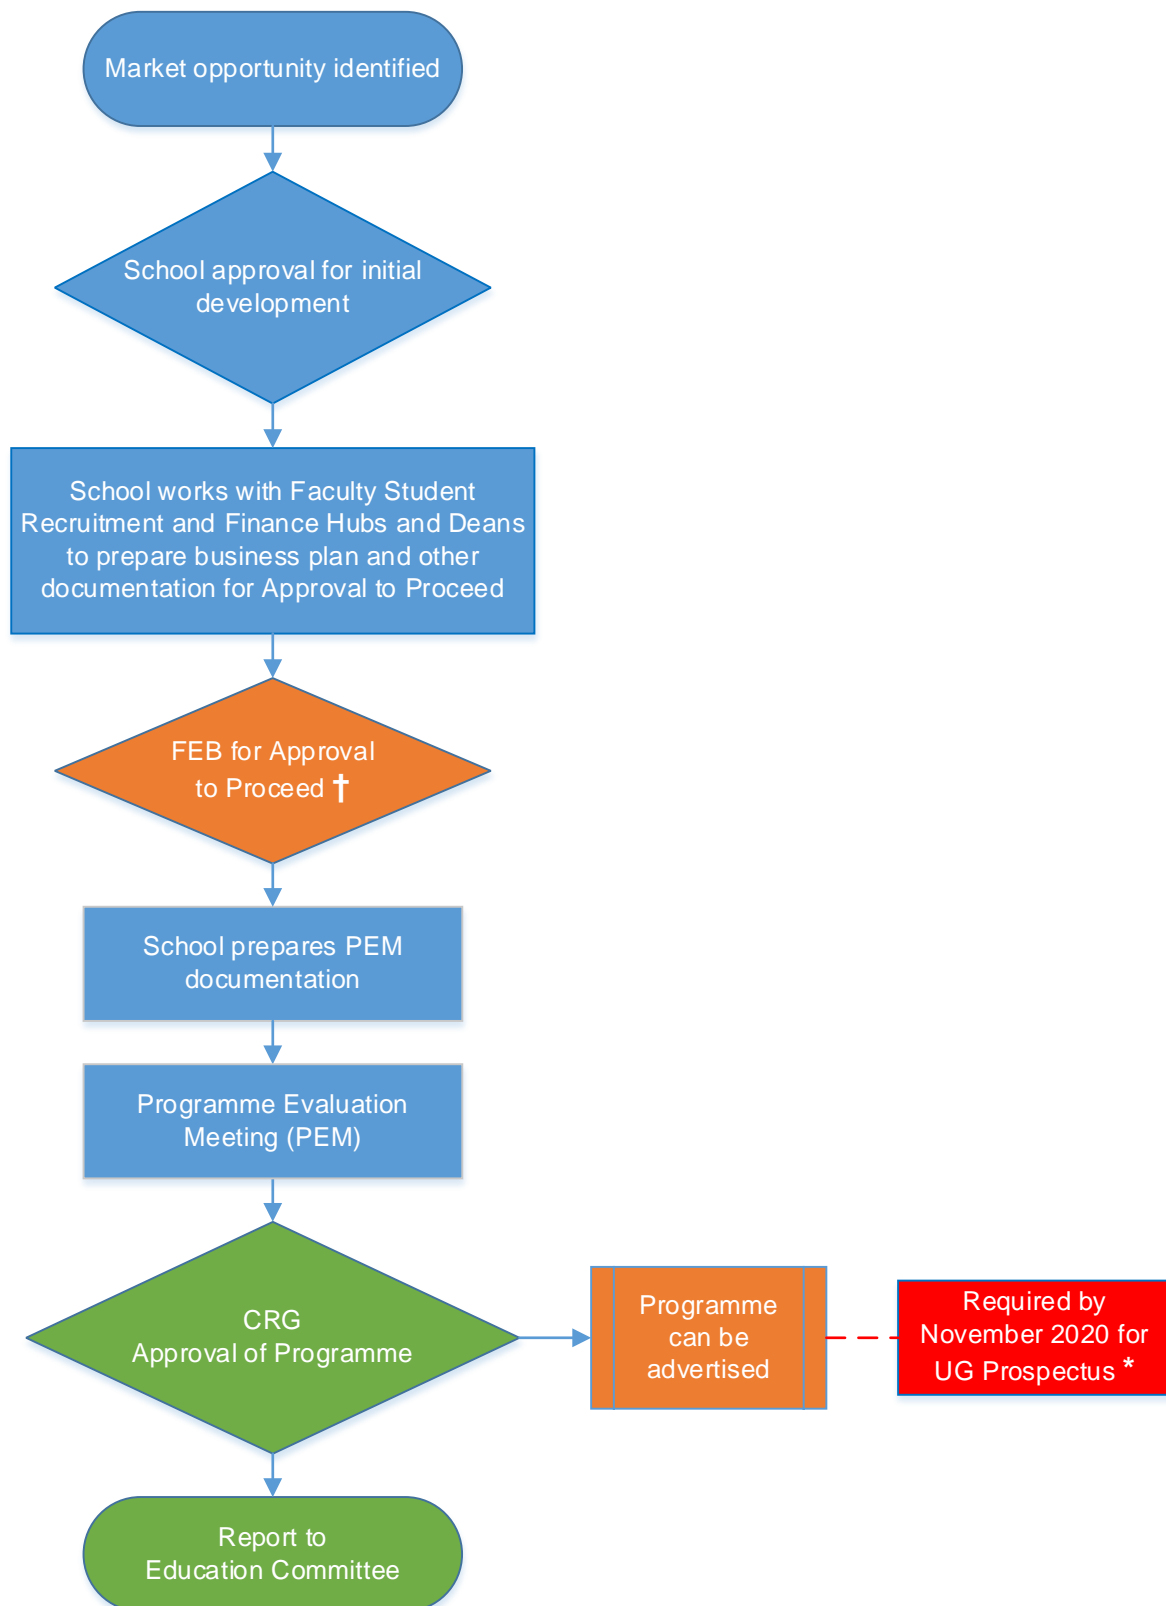 Market opportunity identified
School approval for initial
development
School works with Faculty Student
Recruitment and Finance Hubs and Deans
to prepare business plan and other
documentation for Approval to Proceed
FEB for Approval
to Proceed †
School prepares PEM
documentation
Programme Evaluation
Meeting (PEM)
CRG
Approval of Programme
Programme
can be
advertised
Required by
November 2020 for
UG Prospectus *
Report to
Education Committee